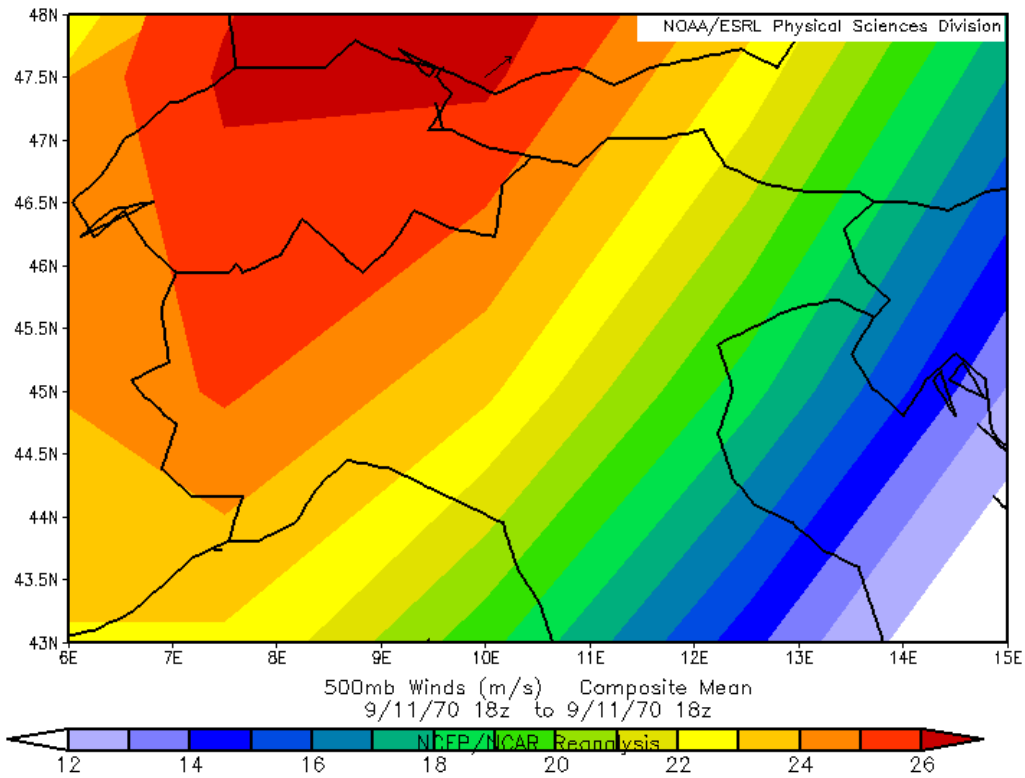 48N
NOAA/ESRL Physical Sciences Division
47.5N
47N
46.5N
46N
45.5N
45N
44.5N
44N
43.5N
43N
6E 7E 8E 9E 10E 11E 12E 13E 14E 15E
500mb Winds (m/s) Composite Mean
9/11/70 18z to 9/11/70 18z
NCEP/NCAR Reanalysis
12 14 16 18 20 22 24 26